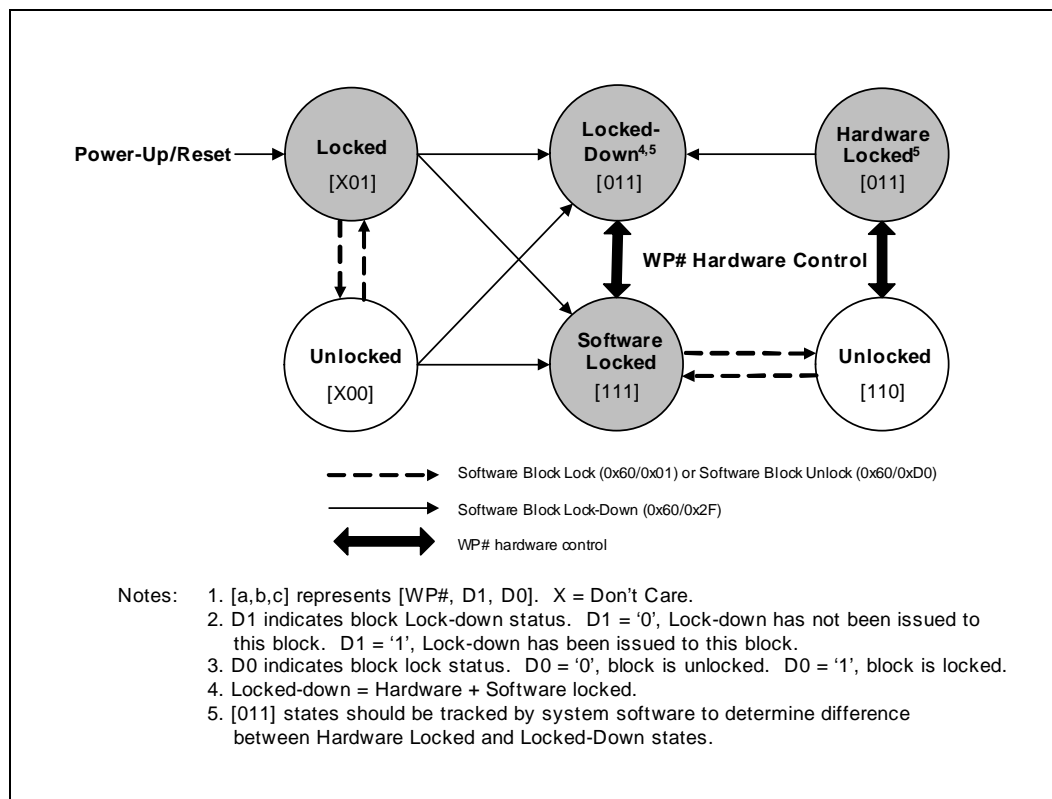 Power-Up/Reset
Locked
[X01]
Locked-
Down4,5
[011]
Hardware
Locked5
[011]
WP# Hardware Control
Unlocked
[X00]
Software
Locked
[111]
Unlocked
[110]
Software Block Lock (0x60/0x01) or Software Block Unlock (0x60/0xD0)
Software Block Lock-Down (0x60/0x2F)
WP# hardware control
Notes: 1. [a,b,c] represents [WP#, D1, D0]. X = Don't Care.
2. D1 indicates block Lock-down status. D1 = ‘0’, Lock-down has not been issued to
this block. D1 = ‘1’, Lock-down has been issued to this block.
3. D0 indicates block lock status. D0 = ‘0’, block is unlocked. D0 = ‘1’, block is locked.
4. Locked-down = Hardware + Software locked.
5. [011] states should be tracked by system software to determine difference
between Hardware Locked and Locked-Down states.